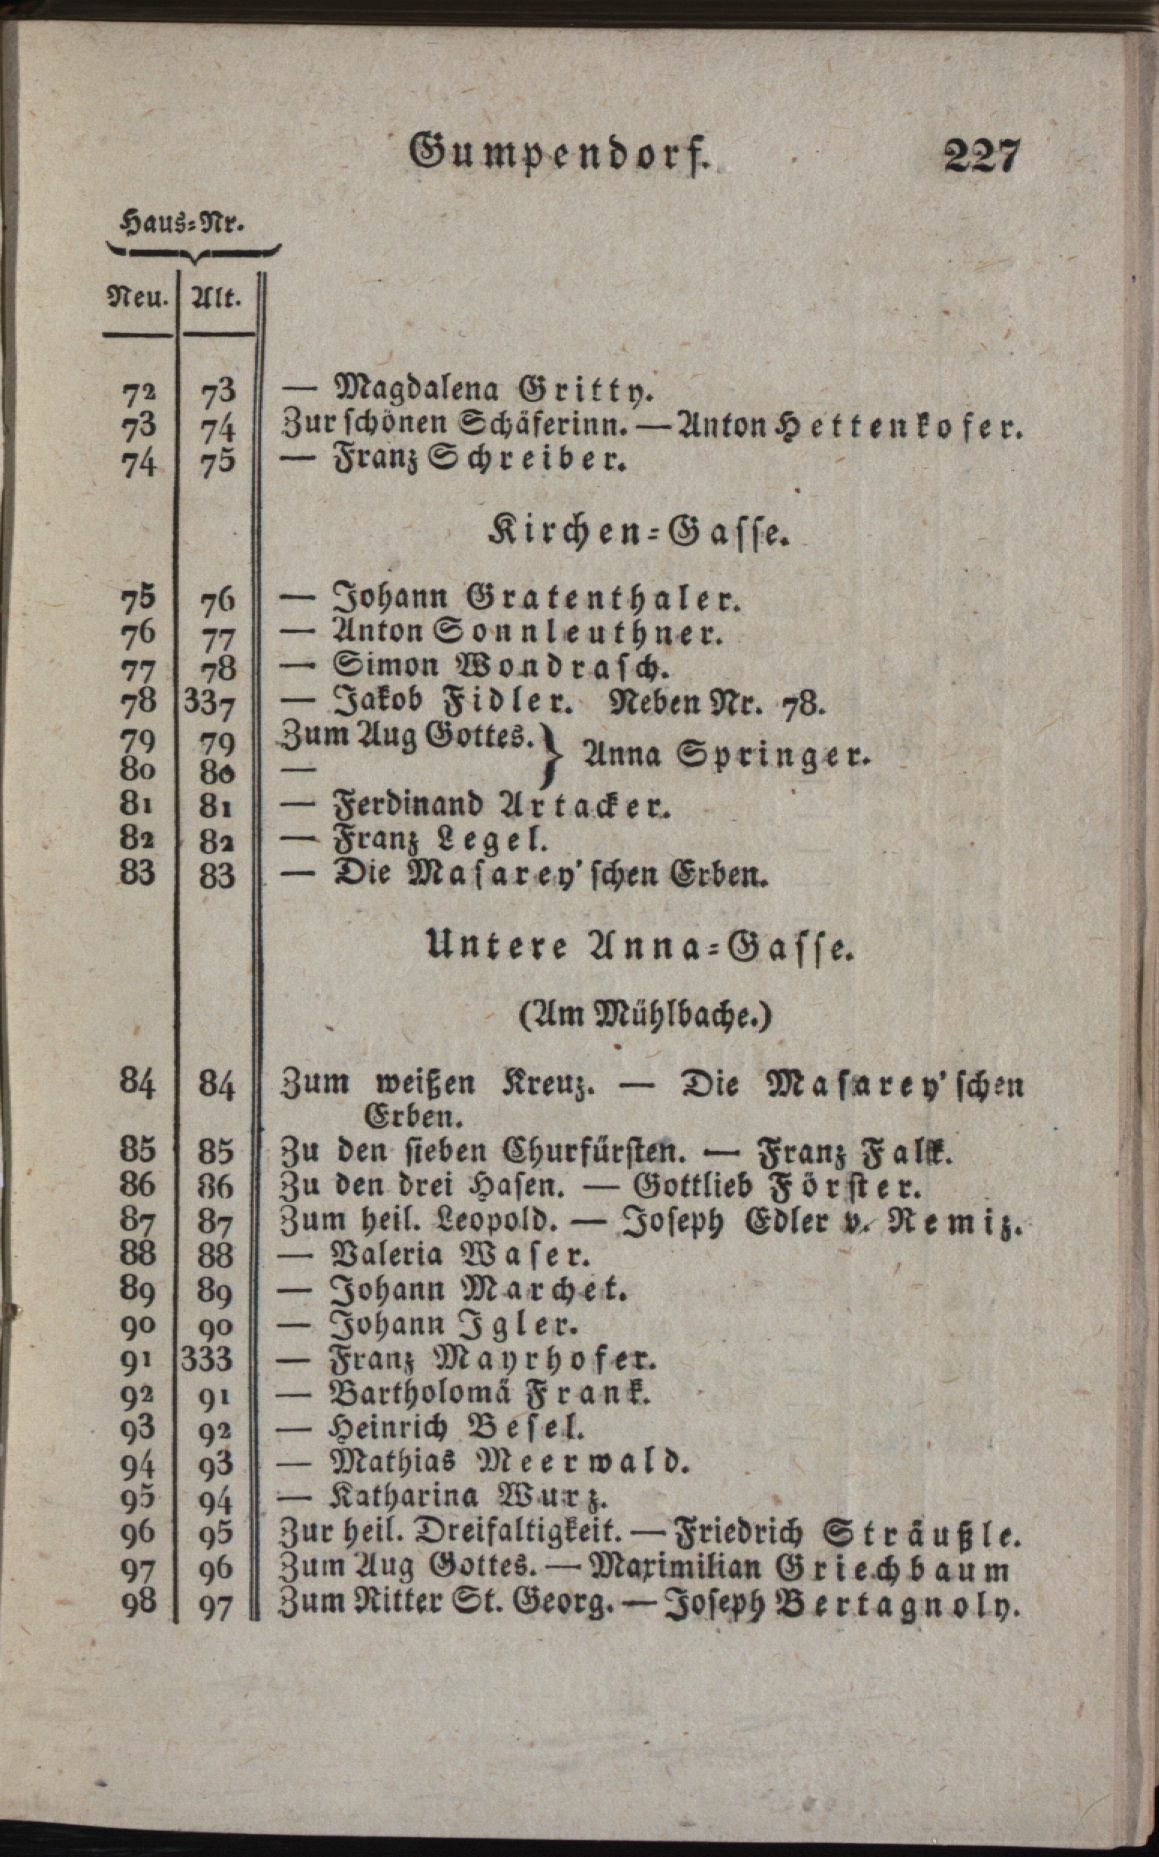 Gumpendorf. 227
Haus-Nr.
Neu. Alt.
72 73 — Magdalena Gritty.
73 74 Zur schönen Schäferinn. — Anton Hettenkofer.
74 75 — Franz Schreiber.
Kirchen-Gasse.
75 76 — Johann Gratenthaler.
76 77 — Anton Sonnleuthner.
77 78 — Simon Wondrasch.
78 337 — Jakob Fidler. Neben Nr. 78.
79 79 Zum Aug Gottes. } Anna Springer.
80 80 —
81 81 — Ferdinand Artacker.
82 82 — Franz Legel.
83 83 — Die Masarey'schen Erben.
Untere Anna-Gasse.
(Am Mühlbache.)
84 84 Zum weißen Kreuz. — Die Masarey'schen
Erben.
85 85 Zu den sieben Churfürsten. — Franz Falk.
86 86 Zu den drei Hasen. — Gottlieb Förster.
87 87 Zum heil. Leopold. — Joseph Edler v. Nemiz.
88 88 — Valeria Waser.
89 89 — Johann Marchet.
90 90 — Johann Igler.
91 333 — Franz Mayrhofer.
92 91 — Bartholomä Frank.
93 92 — Heinrich Besel.
94 93 — Mathias Meerwald.
95 94 — Katharina Wurz.
96 95 Zur heil. Dreifaltigkeit. — Friedrich Sträußle.
97 96 Zum Aug Gottes. — Maximilian Griechbaum
98 97 Zum Ritter St. Georg. — Joseph Bertagnoly.